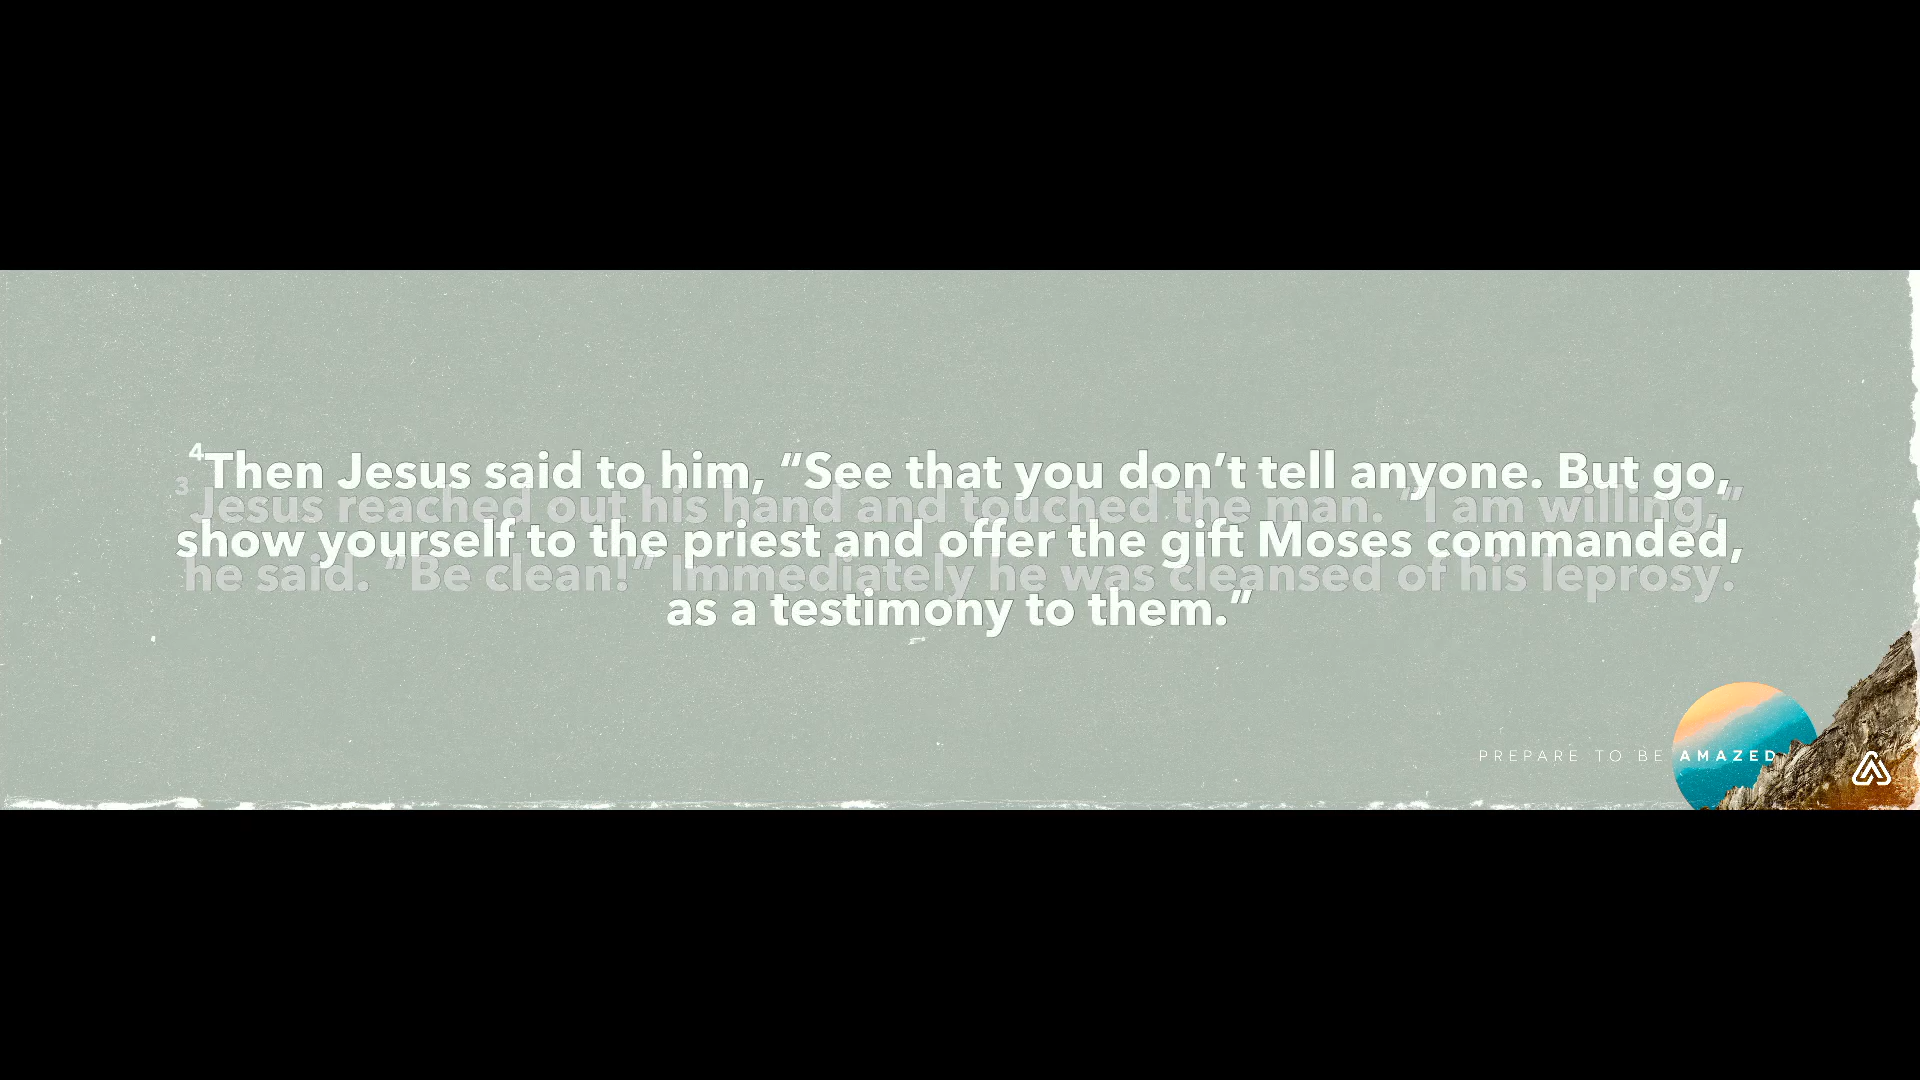 ⁴Then Jesus said to him, “See that you don’t tell anyone. But go,
show yourself to the priest and offer the gift Moses commanded,
as a testimony to them.”
³ Jesus reached out his hand and touched the man. “I am willing,”
he said. “Be clean!” Immediately he was cleansed of his leprosy.
PREPARE TO BE AMAZED